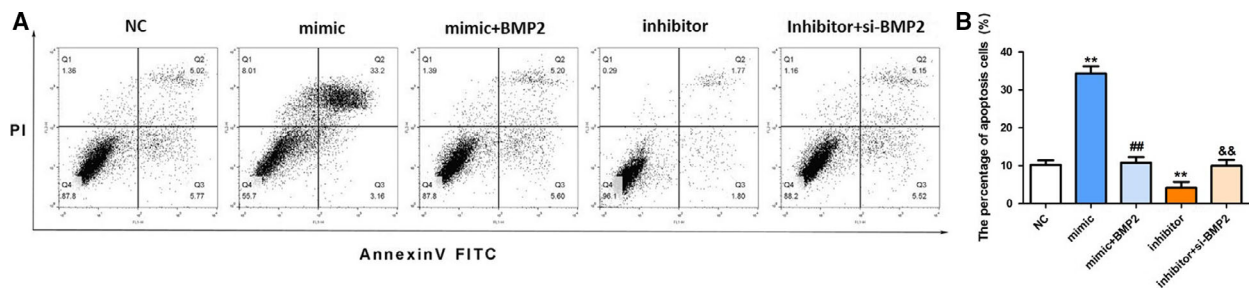 A
NC
mimic
mimic+BMP2
inhibitor
Inhibitor+si-BMP2
PI
Q1
1.36
Q2
5.02
Q4
87.8
Q3
5.77
Q1
8.01
Q2
33.2
Q4
55.7
Q3
3.16
Q1
1.39
Q2
5.20
Q4
87.8
Q3
5.60
Q1
0.29
Q2
1.77
Q4
96.1
Q3
1.80
Q1
1.16
Q2
5.15
Q4
88.2
Q3
5.52
AnnexinV FITC
B
The percentage of apoptosis cells (%)
40
30
20
10
0
**
##
**
&&
NC
mimic
mimic+BMP2
inhibitor
inhibitor+si-BMP2